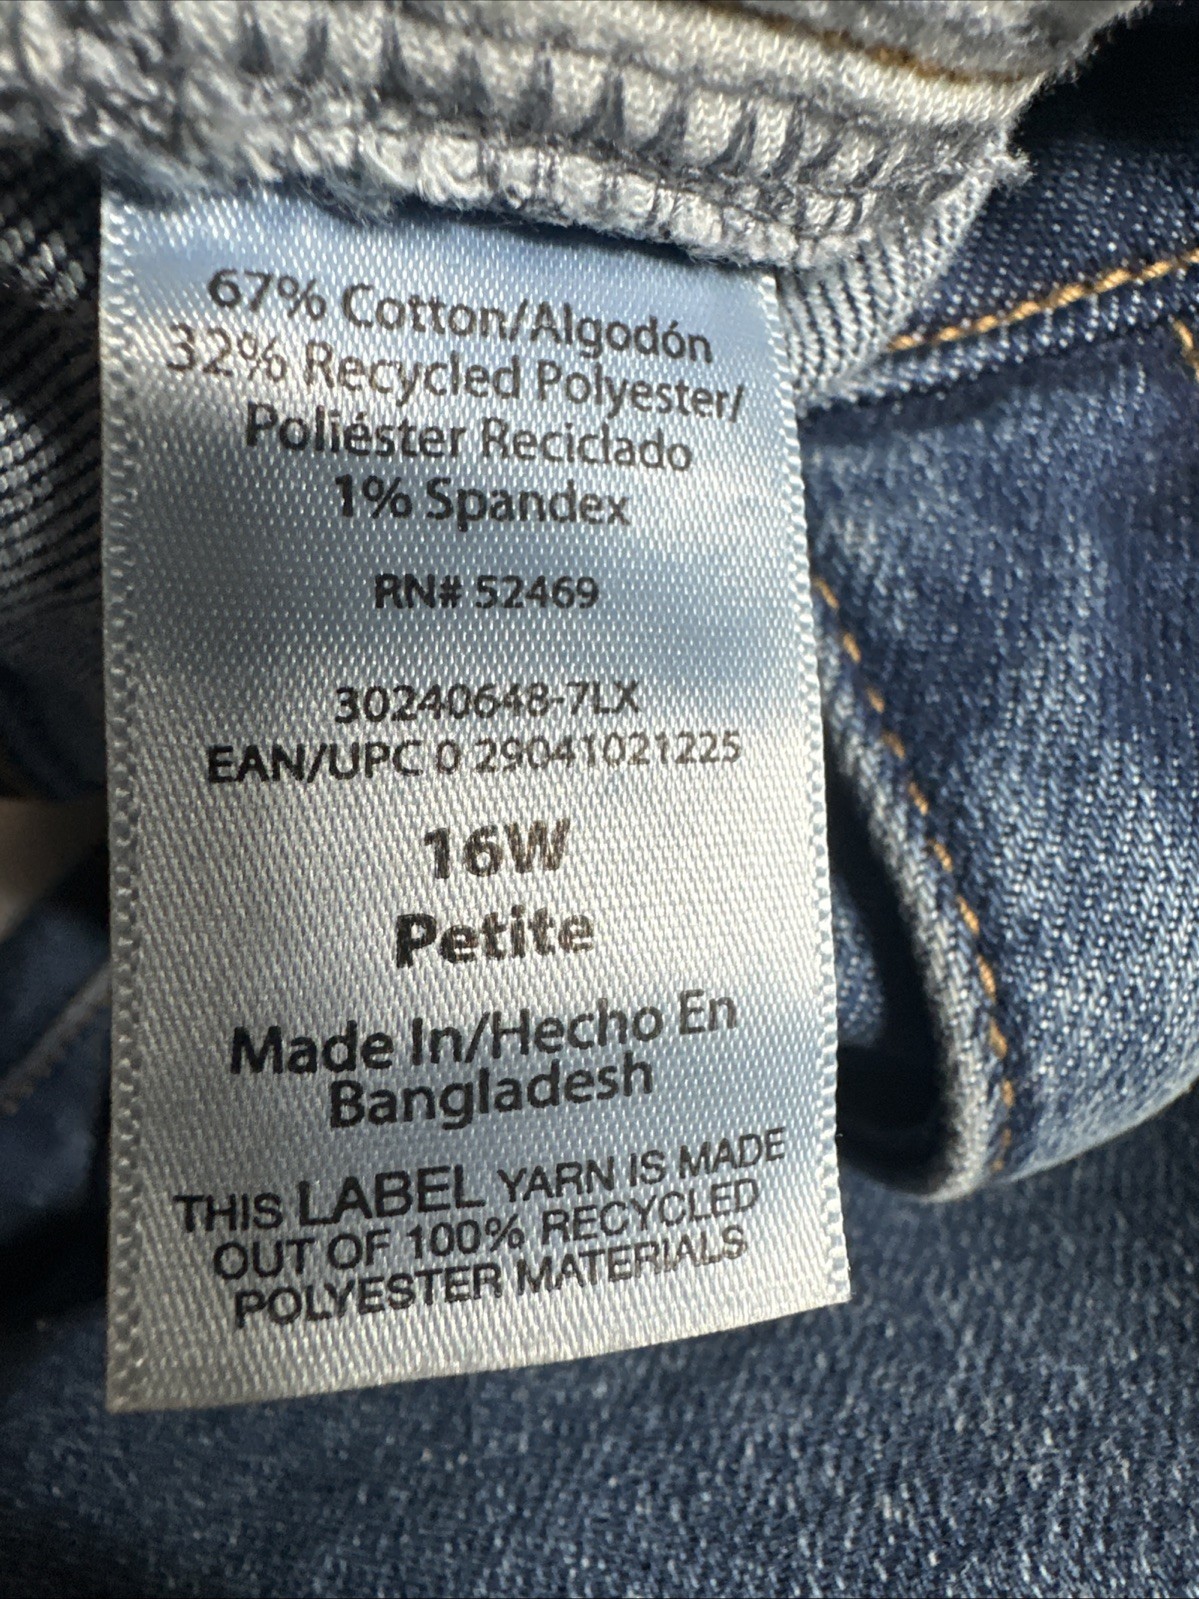 67% Cotton/Algodón
32% Recycled Polyester/
Poliéster Reciclado
1% Spandex
RN# 52469
30240648-7LX
EAN/UPC 0 29041021225
16W
Petite
Made In/Hecho En
Bangladesh
THIS LABEL YARN IS MADE
OUT OF 100% RECYCLED
POLYESTER MATERIALS